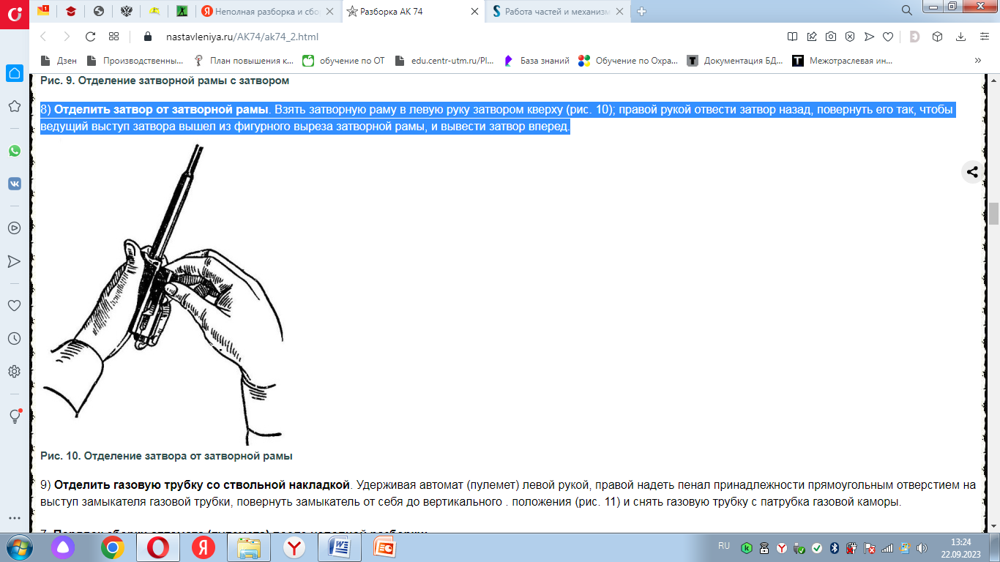 Неполная разборка и сбо
Разборка АК 74
Работа частей и механизм
nastavleniya.ru/AK74/ak74_2.html
Дзен
Производственны...
План повышения к...
обучение по ОТ
edu.centr-utm.ru/Pl...
База знаний
Обучение по Охра...
Документация БД...
Межотраслевая ин...
Рис. 9. Отделение затворной рамы с затвором
8) Отделить затвор от затворной рамы. Взять затворную раму в левую руку затвором кверху (рис. 10); правой рукой отвести затвор назад, повернуть его так, чтобы
ведущий выступ затвора вышел из фигурного выреза затворной рамы, и вывести затвор вперед.
Рис. 10. Отделение затвора от затворной рамы
9) Отделить газовую трубку со ствольной накладкой. Удерживая автомат (пулемет) левой рукой, правой надеть пенал принадлежности прямоугольным отверстием на
выступ замыкателя газовой трубки, повернуть замыкатель от себя до вертикального . положения (рис. 11) и снять газовую трубку с патрубка газовой каморы.
RU
13:24
22.09.2023